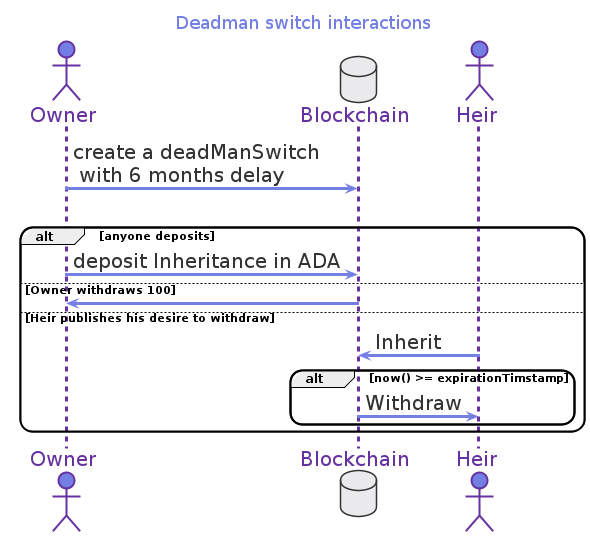 Deadman switch interactions
Owner Blockchain Heir
create a deadManSwitch
with 6 months delay
alt [anyone deposits]
deposit Inheritance in ADA
[Owner withdraws 100]
[Heir publishes his desire to withdraw]
Inherit
alt [now() >= expirationTimstamp]
Withdraw
Owner Blockchain Heir